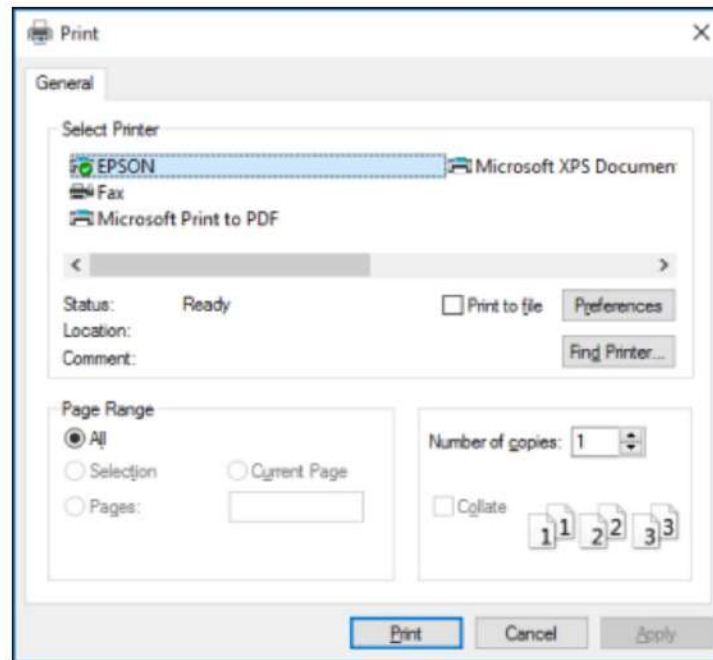 Print
General
Select Printer
EPSON Microsoft XPS Documen
Fax
Microsoft Print to PDF
Status: Ready Print to file Preferences
Location:
Comment: Find Printer...
Page Range
All Number of copies: 1
Selection Current Page
Pages: Collate 1 1 2 2 3 3
Print Cancel Apply